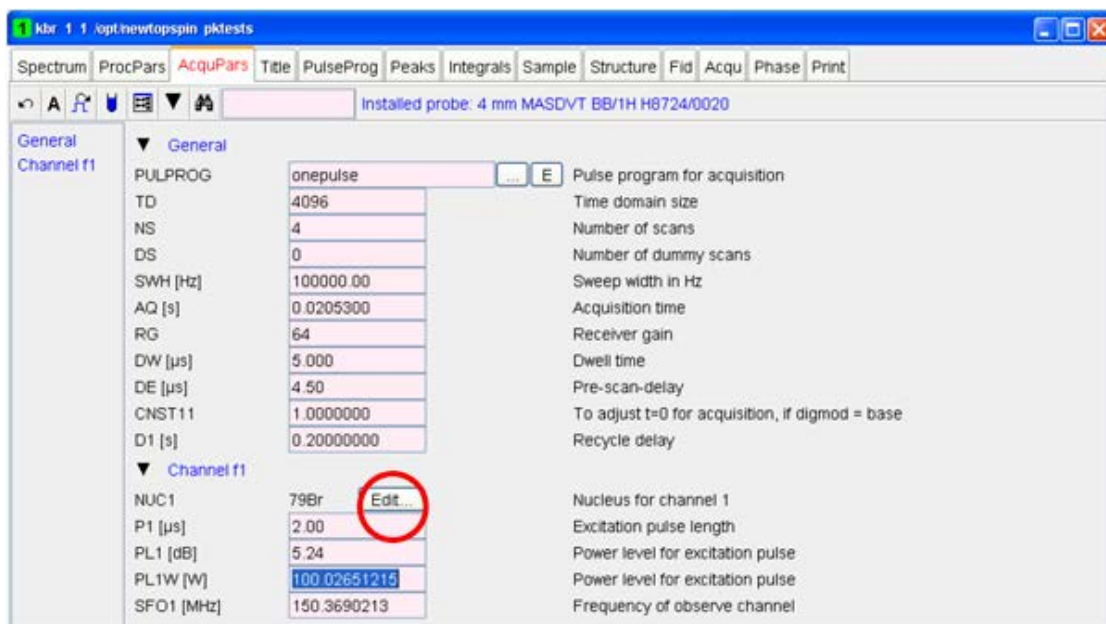 1 kbr 1 1 /opt/newtopspin pktests
Spectrum ProcPars AcquPars Title PulseProg Peaks Integrals Sample Structure Fid Acqu Phase Print
A Installed probe: 4 mm MASDVT BB/1H H8724/0020
General
Channel f1
General
PULPROG onepulse ... E Pulse program for acquisition
TD 4096 Time domain size
NS 4 Number of scans
DS 0 Number of dummy scans
SWH [Hz] 100000.00 Sweep width in Hz
AQ [s] 0.0205300 Acquisition time
RG 64 Receiver gain
DW [µs] 5.000 Dwell time
DE [µs] 4.50 Pre-scan-delay
CNST11 1.0000000 To adjust t=0 for acquisition, if digmod = base
D1 [s] 0.20000000 Recycle delay
Channel f1
NUC1 79Br Edit... Nucleus for channel 1
P1 [µs] 2.00 Excitation pulse length
PL1 [dB] 5.24 Power level for excitation pulse
PL1W [W] 100.02651215 Power level for excitation pulse
SFO1 [MHz] 150.3690213 Frequency of observe channel